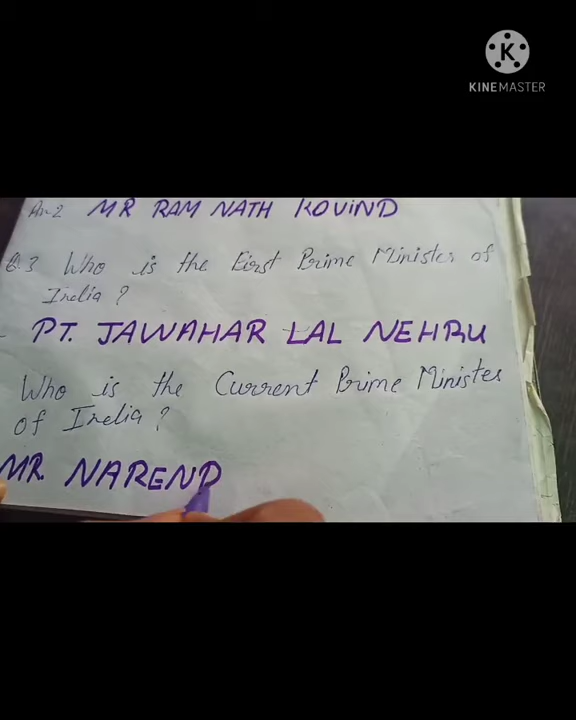 K
KINEMASTER
An 2 MR RAM NATH KOVIND
Q.3 Who is the First Prime Minister of
India ?
PT. JAWAHAR LAL NEHRU
Who is the Current Prime Minister
of India ?
MR. NAREND